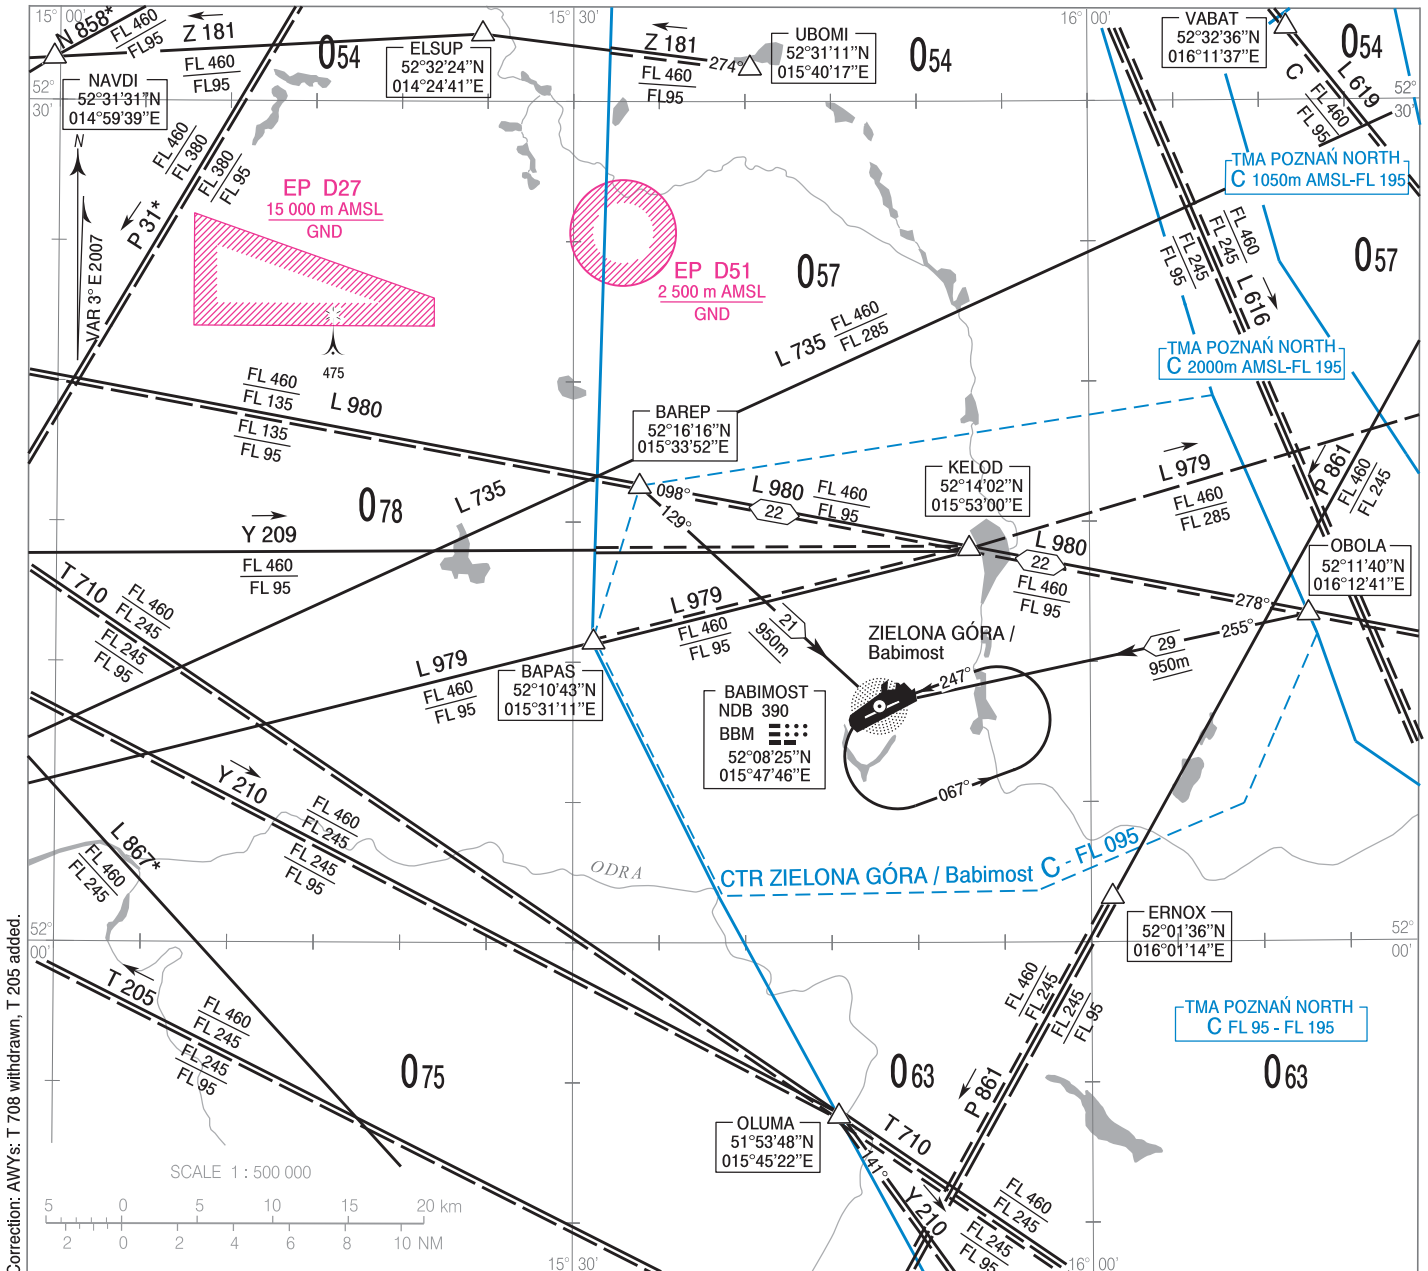 15° 00'
15° 30'
16° 00'
N 858*
FL 460
FL95
Z 181
FL 460
FL95
054
ELSUP
52°32'24''N
014°24'41''E
Z 181
FL 460
FL95
274°
UBOMI
52°31'11''N
015°40'17''E
054
VABAT
52°32'36''N
016°11'37''E
054
L 619
C
FL 460
FL 95
52°
30'
NAVDI
52°31'31''N
014°59'39''E
52°
30'
N
VAR 3° E 2007
FL 460
FL 380
FL 380
FL 95
P 31*
EP D27
15 000 m AMSL
GND
475
EP D51
2 500 m AMSL
GND
057
TMA POZNAŃ NORTH
C 1050m AMSL-FL 195
FL 460
FL 245
FL 245
FL 95
L 616
057
L 735
FL 460
FL 285
TMA POZNAŃ NORTH
C 2000m AMSL-FL 195
FL 460
FL 135
L 980
FL 135
FL 95
BAREP
52°16'16''N
015°33'52''E
078
L 735
098°
129°
L 980
FL 460
FL 95
22
KELOD
52°14'02''N
015°53'00''E
L 979
FL 460
FL 285
P 861
FL 460
FL 245
Y 209
FL 460
FL 95
L 980
22
FL 460
FL 95
OBOLA
52°11'40''N
016°12'41''E
278°
255°
T 710
FL 460
FL 245
FL 245
FL 95
L 979
FL 460
FL 95
21
950m
ZIELONA GÓRA /
Babimost
29
950m
L 979
FL 460
FL 95
BAPAS
52°10'43''N
015°31'11''E
BABIMOST
NDB 390
BBM
52°08'25''N
015°47'46''E
247°
067°
Y 210
FL 460
FL 245
FL 245
FL 95
L 867*
FL 460
FL 245
ODRA
CTR ZIELONA GÓRA / Babimost C - FL 095
ERNOX
52°01'36''N
016°01'14''E
52°
00'
52°
00'
T 205
FL 460
FL 245
FL 245
FL 95
FL 460
FL 245
FL 245
FL 95
P 861
TMA POZNAŃ NORTH
C FL 95 - FL 195
075
063
063
OLUMA
51°53'48''N
015°45'22''E
T 710
141°
Y 210
FL 460
FL 245
FL 245
FL 95
SCALE 1 : 500 000
5 0 5 10 15 20 km
2 0 2 4 6 8 10 NM
15° 30'
16° 00'
Correction: AWYs: T 708 withdrawn, T 205 added.